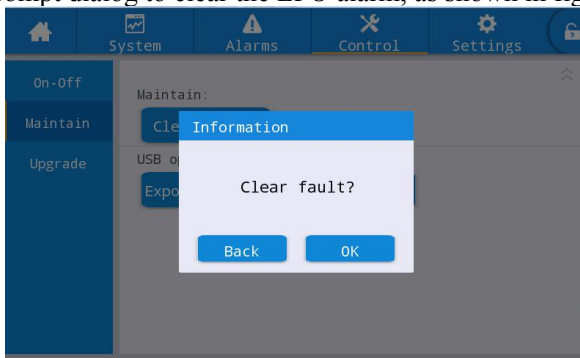 prompt dialog to clear the EPO alarm, as shown in fig
System Alarms Control Settings
On-Off
Maintain:
Maintain
Cle
Information
Upgrade
USB op
Expo
Clear fault?
Back OK